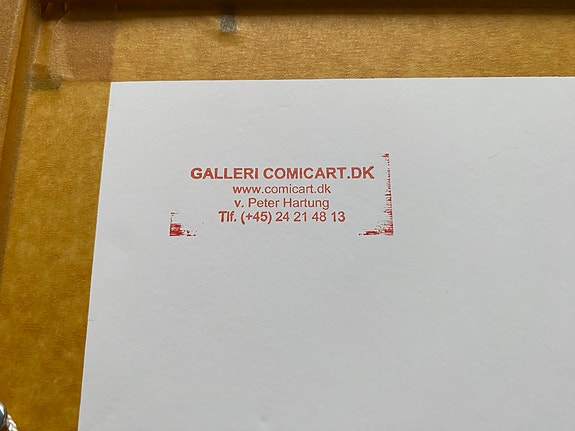 GALLERI COMICART.DK
www.comicart.dk
v. Peter Hartung
Tlf. (+45) 24 21 48 13